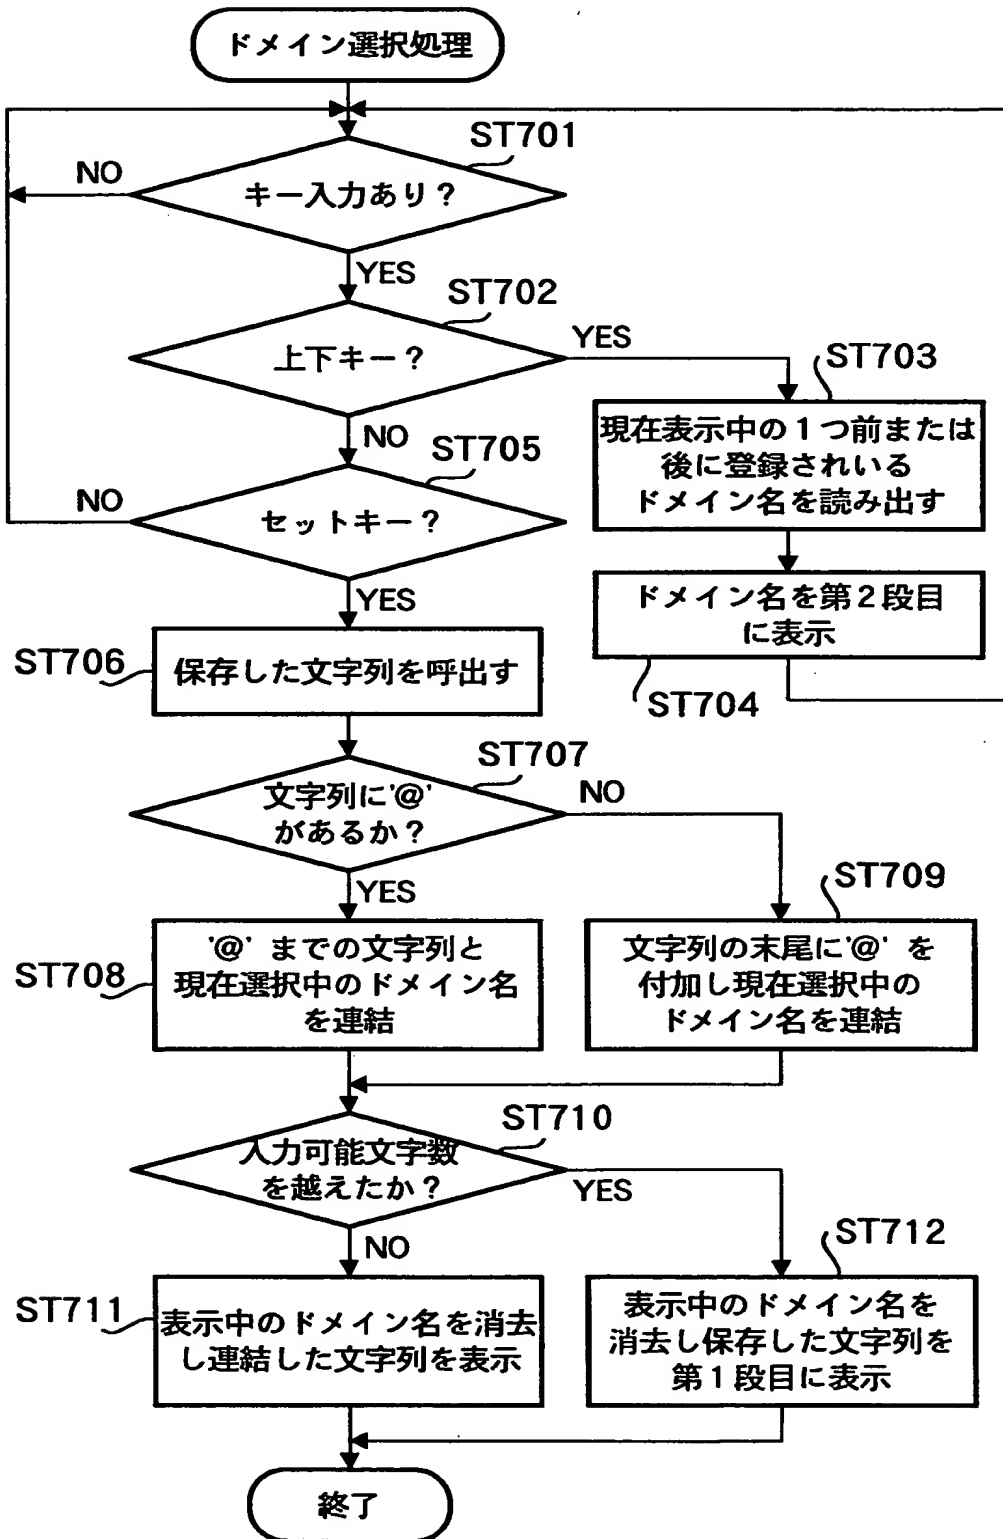 ドメイン選択処理
ST701
キー入力あり？
NO
YES
ST702
上下キー？
YES
NO
ST703
現在表示中の１つ前または
後に登録されいる
ドメイン名を読み出す
ST704
ドメイン名を第２段目
に表示
ST705
セットキー？
NO
YES
ST706
保存した文字列を呼出す
ST707
文字列に'@'
があるか？
NO
YES
ST708
'@' までの文字列と
現在選択中のドメイン名
を連結
ST709
文字列の末尾に'@' を
付加し現在選択中の
ドメイン名を連結
ST710
入力可能文字数
を越えたか？
YES
NO
ST711
表示中のドメイン名を消去
し連結した文字列を表示
ST712
表示中のドメイン名を
消去し保存した文字列を
第１段目に表示
終了